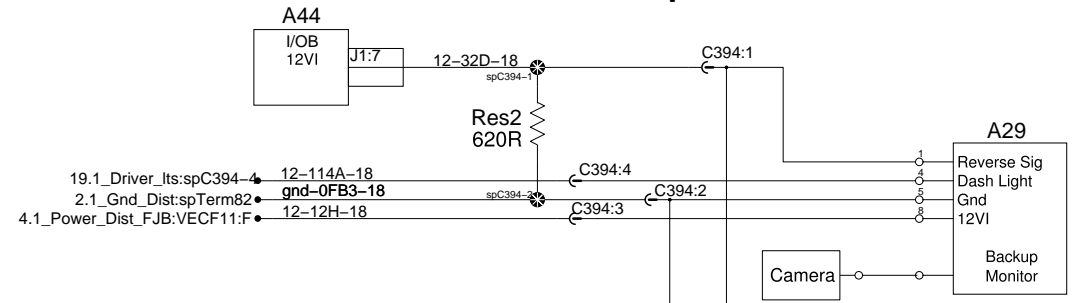 A44
I/OB
12VI
J1:7
12-32D-18
spC394-1
C394:1
Res2
620R
A29
1
Reverse Sig
19.1_Driver_lts:spC394-4
12-114A-18
C394:4
4
Dash Light
2.1_Gnd_Dist:spTerm82
gnd-0FB3-18
spC394-2
C394:2
5
Gnd
4.1_Power_Dist_FJB:VECF11:F
12-12H-18
C394:3
8
12VI
Camera
Backup
Monitor